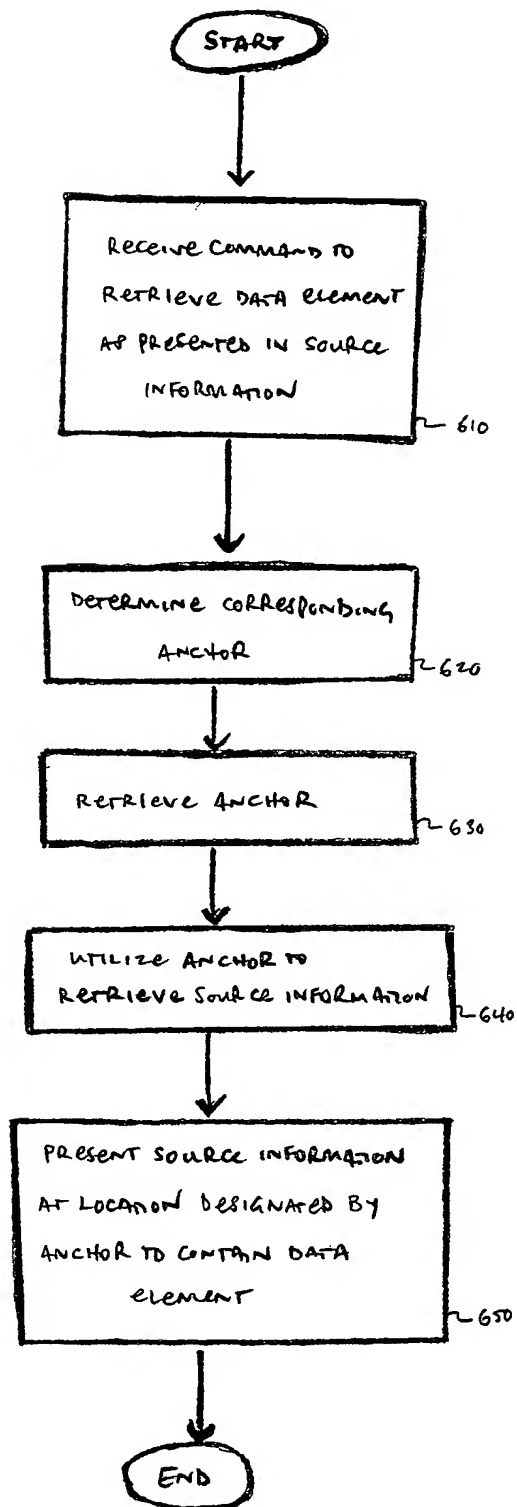 START
RECEIVE COMMAND TO
RETRIEVE DATA ELEMENT
AS PRESENTED IN SOURCE
INFORMATION
610
DETERMINE CORRESPONDING
ANCHOR
620
RETRIEVE ANCHOR
630
UTILIZE ANCHOR TO
RETRIEVE SOURCE INFORMATION
640
PRESENT SOURCE INFORMATION
AT LOCATION DESIGNATED BY
ANCHOR TO CONTAIN DATA
ELEMENT
650
END